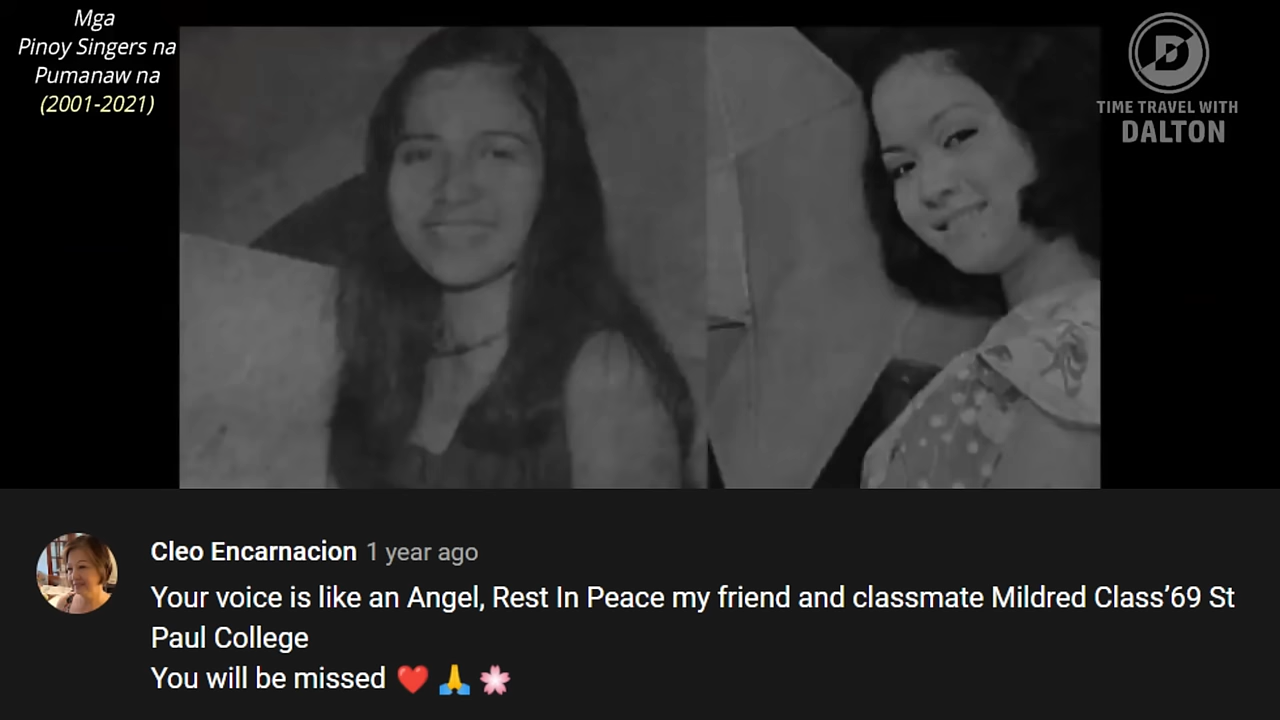 Mga
Pinoy Singers na
Pumanaw na
(2001-2021)
D
TIME TRAVEL WITH
DALTON
Cleo Encarnacion 1 year ago
Your voice is like an Angel, Rest In Peace my friend and classmate Mildred Class’69 St
Paul College
You will be missed ❤️ 🙏 🌸